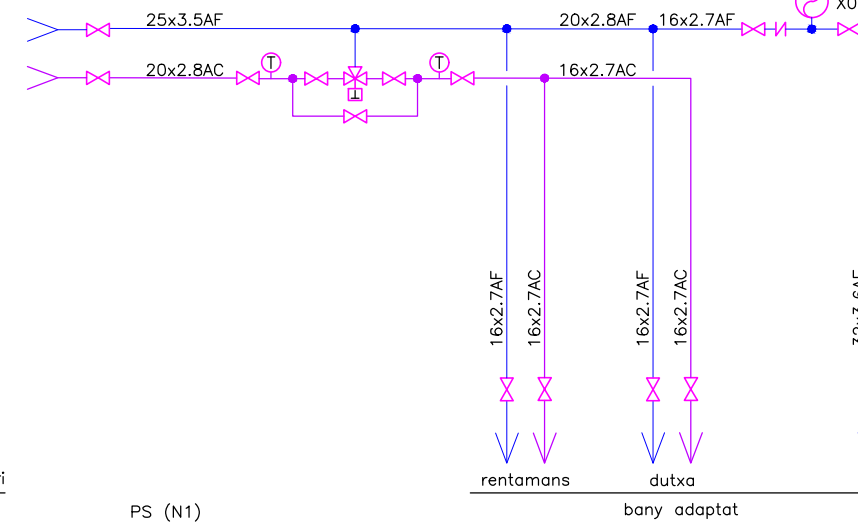 25x3.5AF
20x2.8AF
16x2.7AF
20x2.8AC
T
T
16x2.7AC
16x2.7AF
16x2.7AC
16x2.7AF
16x2.7AC
rentamans
dutxa
bany adaptat
PS (N1)